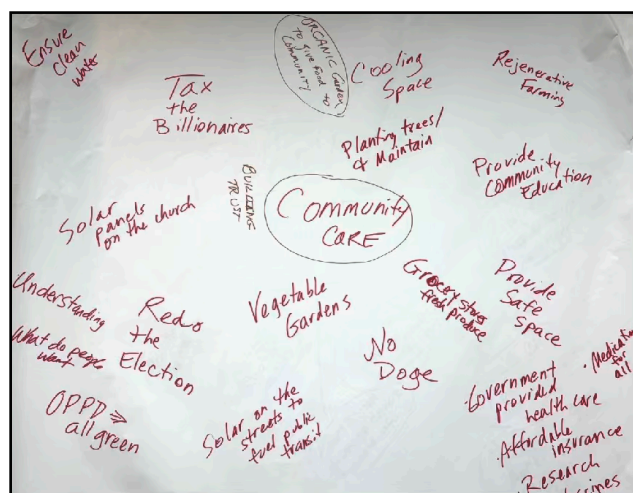 Ensure
Clean
Water
Tax
the
Billionaires
ORGANIC Garden
to give food to
Community
Cooling
Space
Rejenerative
Farming
Planting trees/
& Maintain
Provide
Community
Education
Solar
panels
on the church
BUILDING
TRUST
Community
CARE
Understanding
What do people
want
Redo
the
Election
Vegetable
Gardens
Grocery stores
fresh produce
Provide
Safe
Space
No
Doge
OPPD →
all green
Solar on the
streets to
fuel public
transit
Government
provided
health care
· Affordable
insurance
· Research
· Medication
for
all